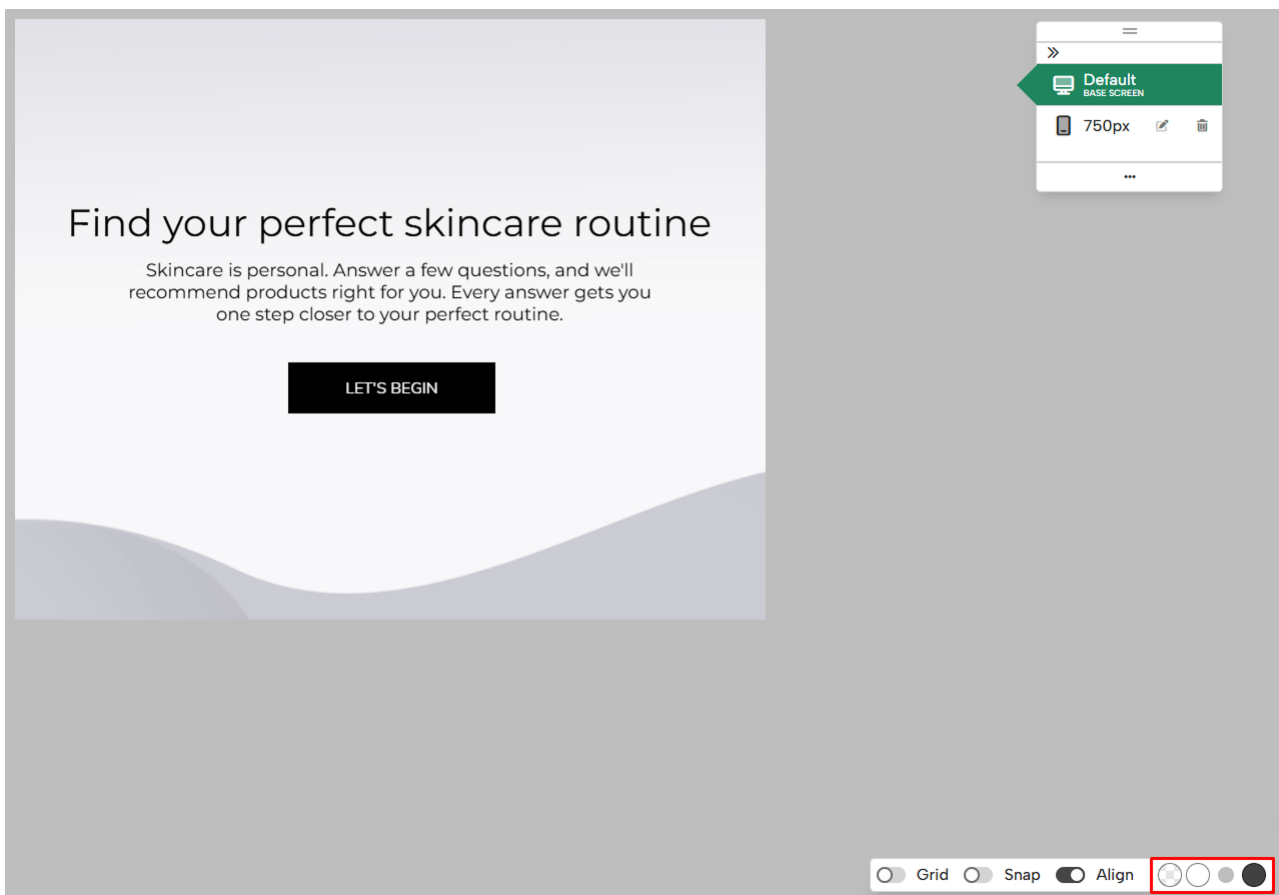 Default
BASE SCREEN
750px
Find your perfect skincare routine
Skincare is personal. Answer a few questions, and we'll
recommend products right for you. Every answer gets you
one step closer to your perfect routine.
LET'S BEGIN
Grid Snap Align